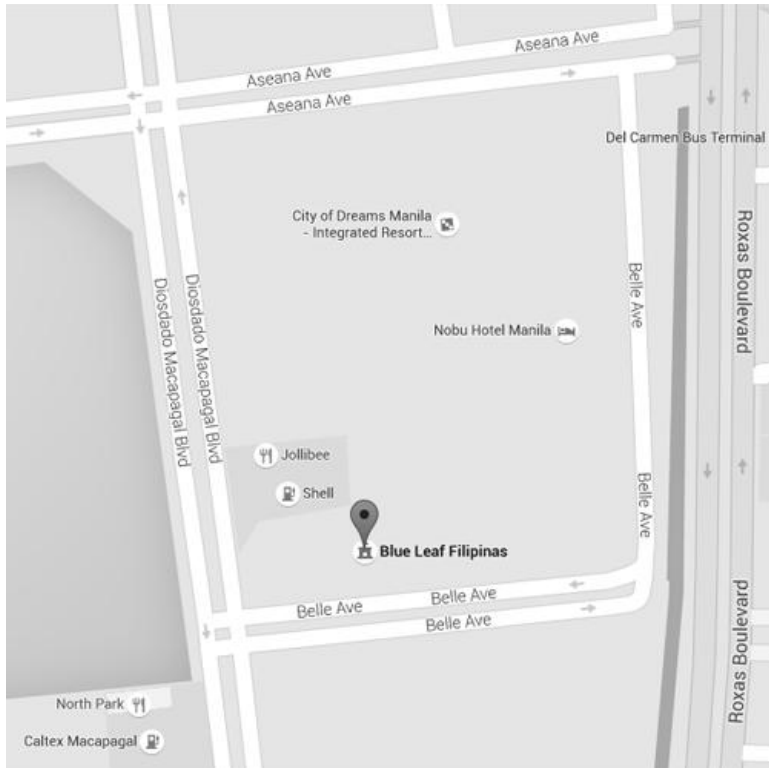 Aseana Ave
Aseana Ave
Aseana Ave
Del Carmen Bus Terminal
City of Dreams Manila
- Integrated Resort...
Roxas Boulevard
Belle Ave
Diosdado Macapagal Blvd
Diosdado Macapagal Blvd
Nobu Hotel Manila
Jollibee
Shell
Belle Ave
Blue Leaf Filipinas
Belle Ave
Belle Ave
Belle Ave
Roxas Boulevard
North Park
Caltex Macapagal